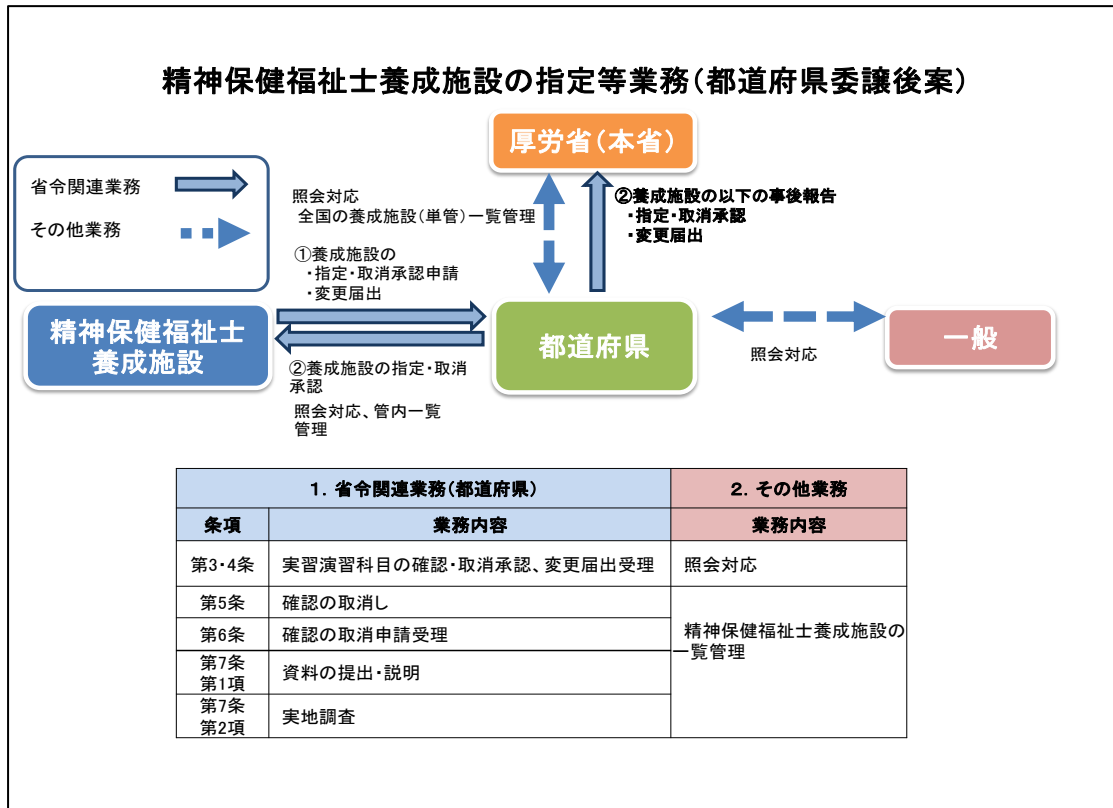 精神保健福祉士養成施設の指定等業務(都道府県委譲後案)
厚労省(本省)
省令関連業務
その他業務
照会対応
全国の養成施設(単管)一覧管理
②養成施設の以下の事後報告
・指定・取消承認
・変更届出
①養成施設の
・指定・取消承認申請
・変更届出
精神保健福祉士
養成施設
都道府県
一般
照会対応
②養成施設の指定・取消
承認
照会対応、管内一覧
管理
1. 省令関連業務(都道府県)
2. その他業務
条項
業務内容
業務内容
第3・4条
実習演習科目の確認・取消承認、変更届出受理
照会対応
第5条
確認の取消し
第6条
確認の取消申請受理
精神保健福祉士養成施設の
一覧管理
第7条
第1項
資料の提出・説明
第7条
第2項
実地調査